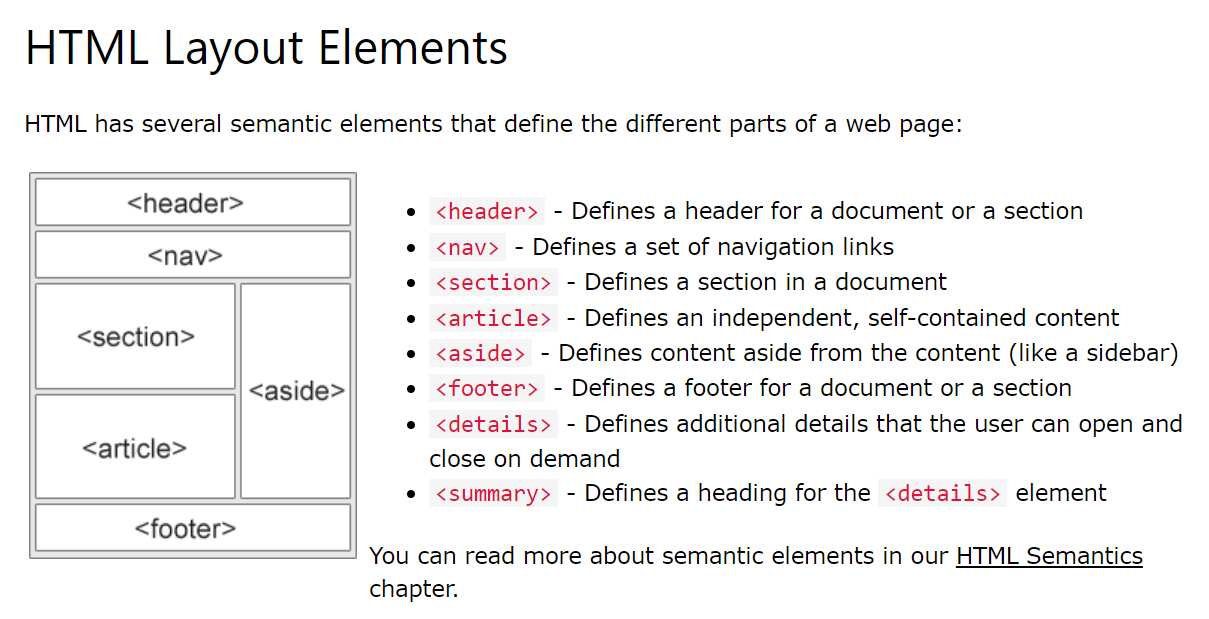 HTML Layout Elements
HTML has several semantic elements that define the different parts of a web page:
<header>
<nav>
<section>
<aside>
<article>
<footer>
• <header> - Defines a header for a document or a section
• <nav> - Defines a set of navigation links
• <section> - Defines a section in a document
• <article> - Defines an independent, self-contained content
• <aside> - Defines content aside from the content (like a sidebar)
• <footer> - Defines a footer for a document or a section
• <details> - Defines additional details that the user can open and
close on demand
• <summary> - Defines a heading for the <details> element
You can read more about semantic elements in our HTML Semantics
chapter.